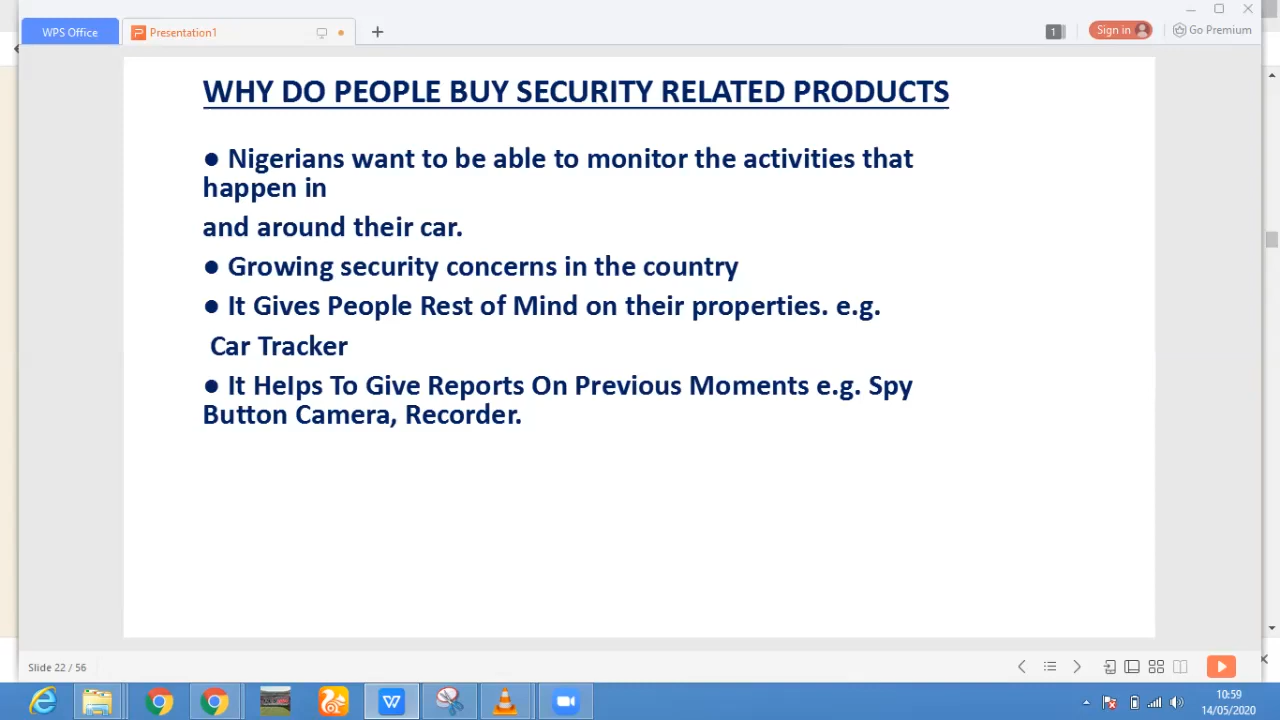 WPS Office
Presentation1
1
Sign in
Go Premium
WHY DO PEOPLE BUY SECURITY RELATED PRODUCTS
● Nigerians want to be able to monitor the activities that
happen in
and around their car.
● Growing security concerns in the country
● It Gives People Rest of Mind on their properties. e.g.
Car Tracker
● It Helps To Give Reports On Previous Moments e.g. Spy
Button Camera, Recorder.
Slide 22 / 56
10:59
14/05/2020